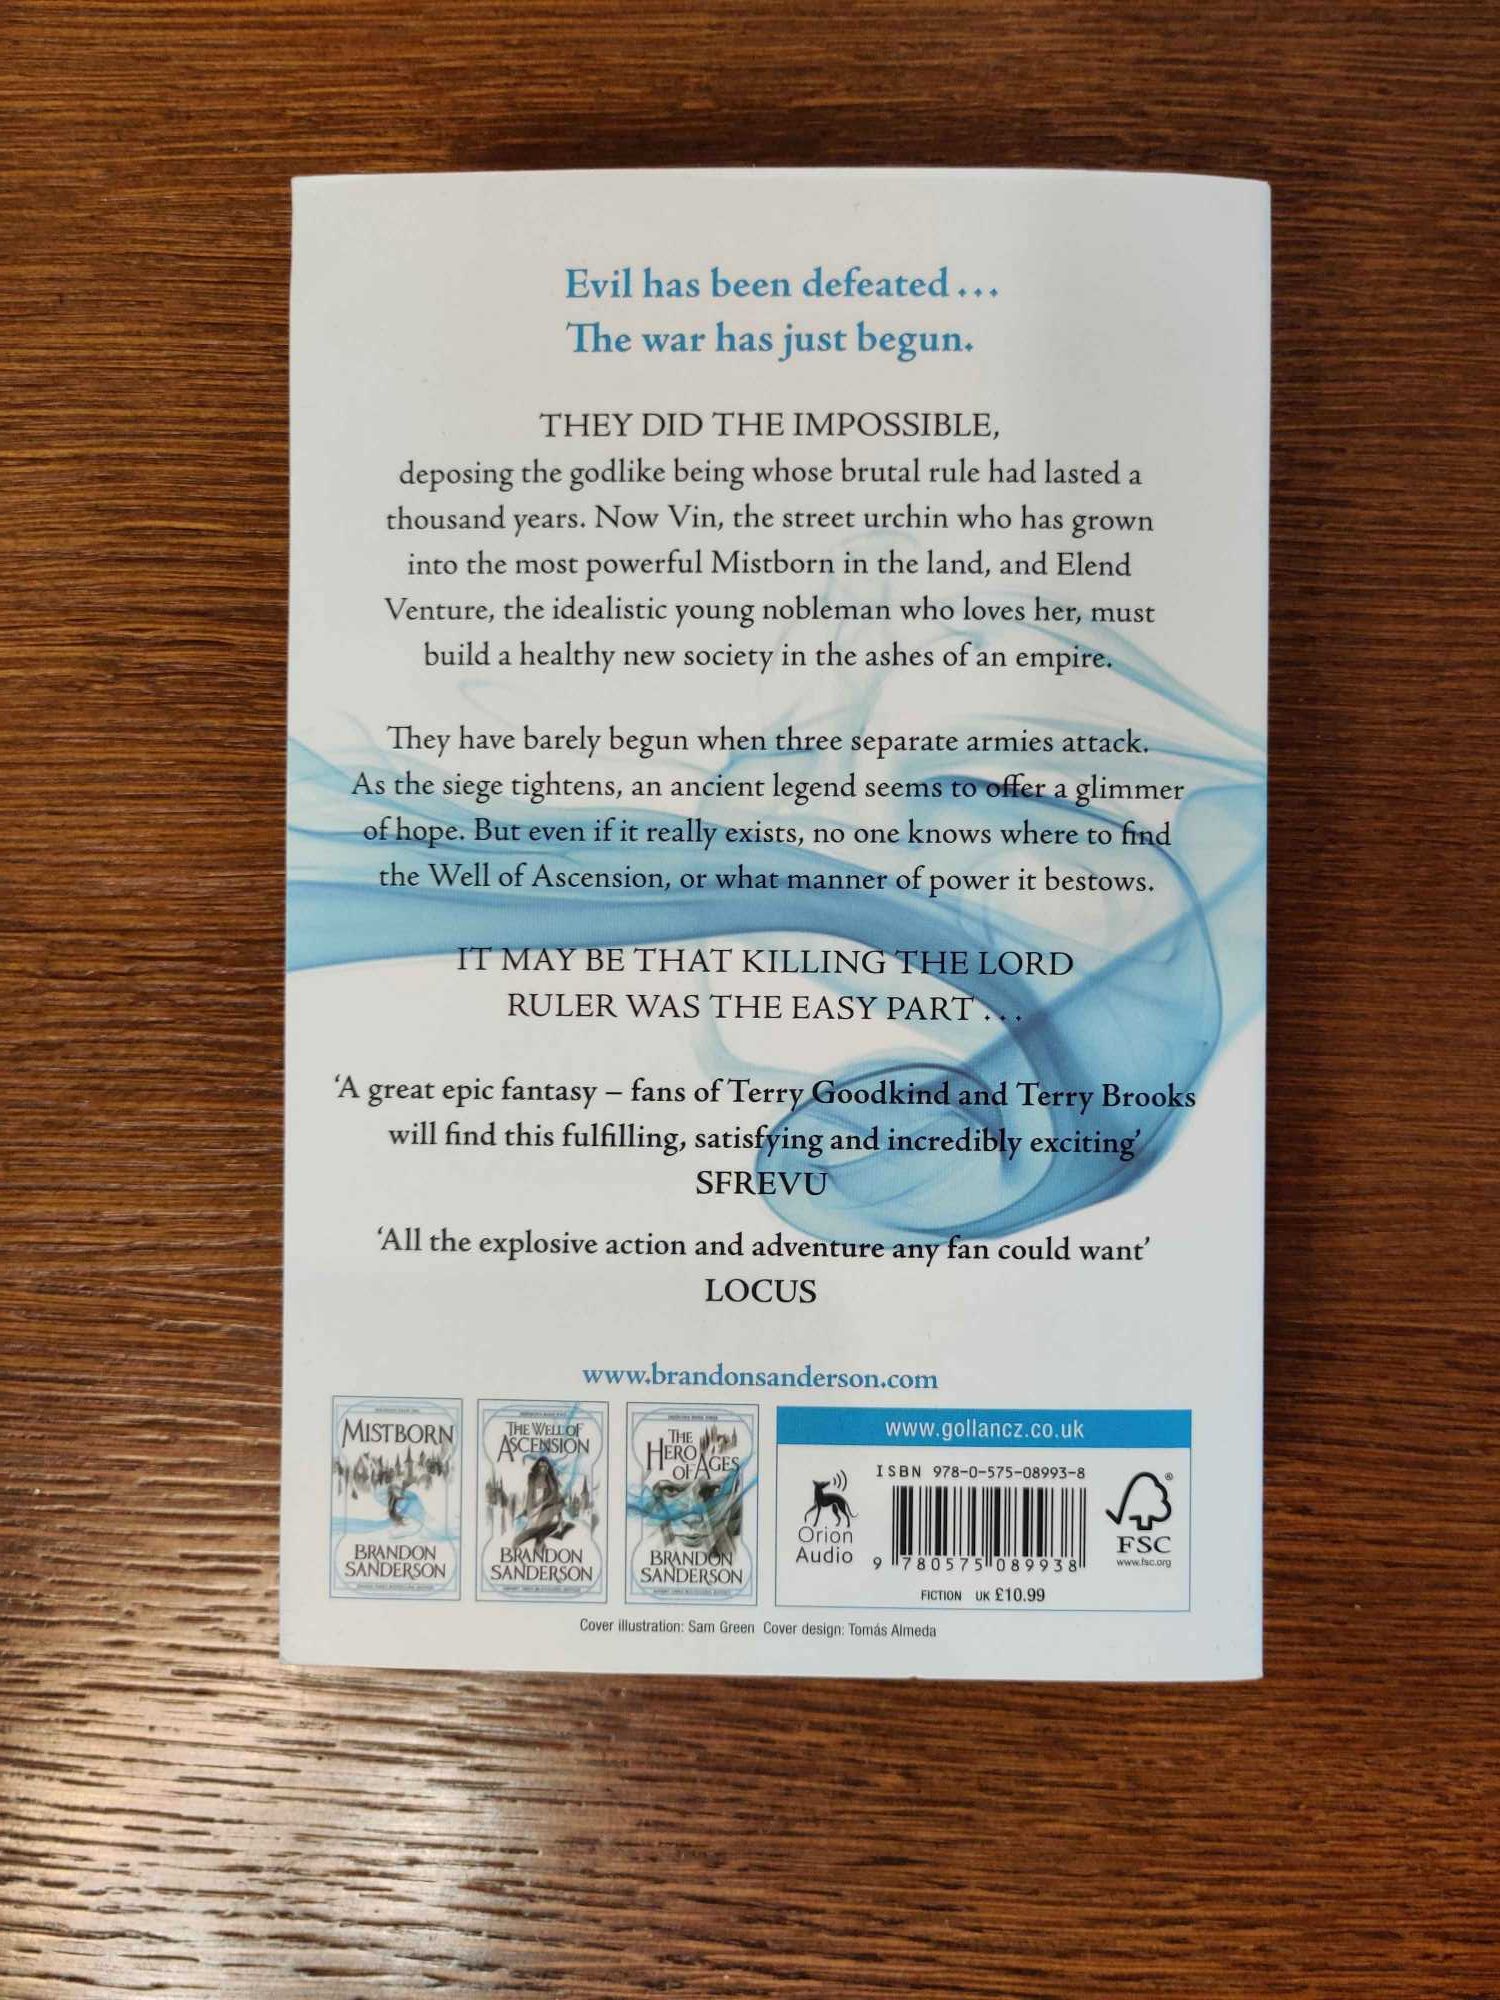 Evil has been defeated . . .
The war has just begun.
THEY DID THE IMPOSSIBLE,
deposing the godlike being whose brutal rule had lasted a
thousand years. Now Vin, the street urchin who has grown
into the most powerful Mistborn in the land, and Elend
Venture, the idealistic young nobleman who loves her, must
build a healthy new society in the ashes of an empire.
They have barely begun when three separate armies attack.
As the siege tightens, an ancient legend seems to offer a glimmer
of hope. But even if it really exists, no one knows where to find
the Well of Ascension, or what manner of power it bestows.
IT MAY BE THAT KILLING THE LORD
RULER WAS THE EASY PART . . .
‘A great epic fantasy – fans of Terry Goodkind and Terry Brooks
will find this fulfilling, satisfying and incredibly exciting’
SFREVU
‘All the explosive action and adventure any fan could want’
LOCUS
www.brandonsanderson.com
MISTBORN
BRANDON
SANDERSON
THE WELL OF
ASCENSION
BRANDON
SANDERSON
THE
HERO
OF AGES
BRANDON
SANDERSON
www.gollancz.co.uk
ISBN 978-0-575-08993-8
Orion
Audio
9 780575 089938
FICTION UK £10.99
®
FSC
www.fsc.org
Cover illustration: Sam Green Cover design: Tomás Almeda